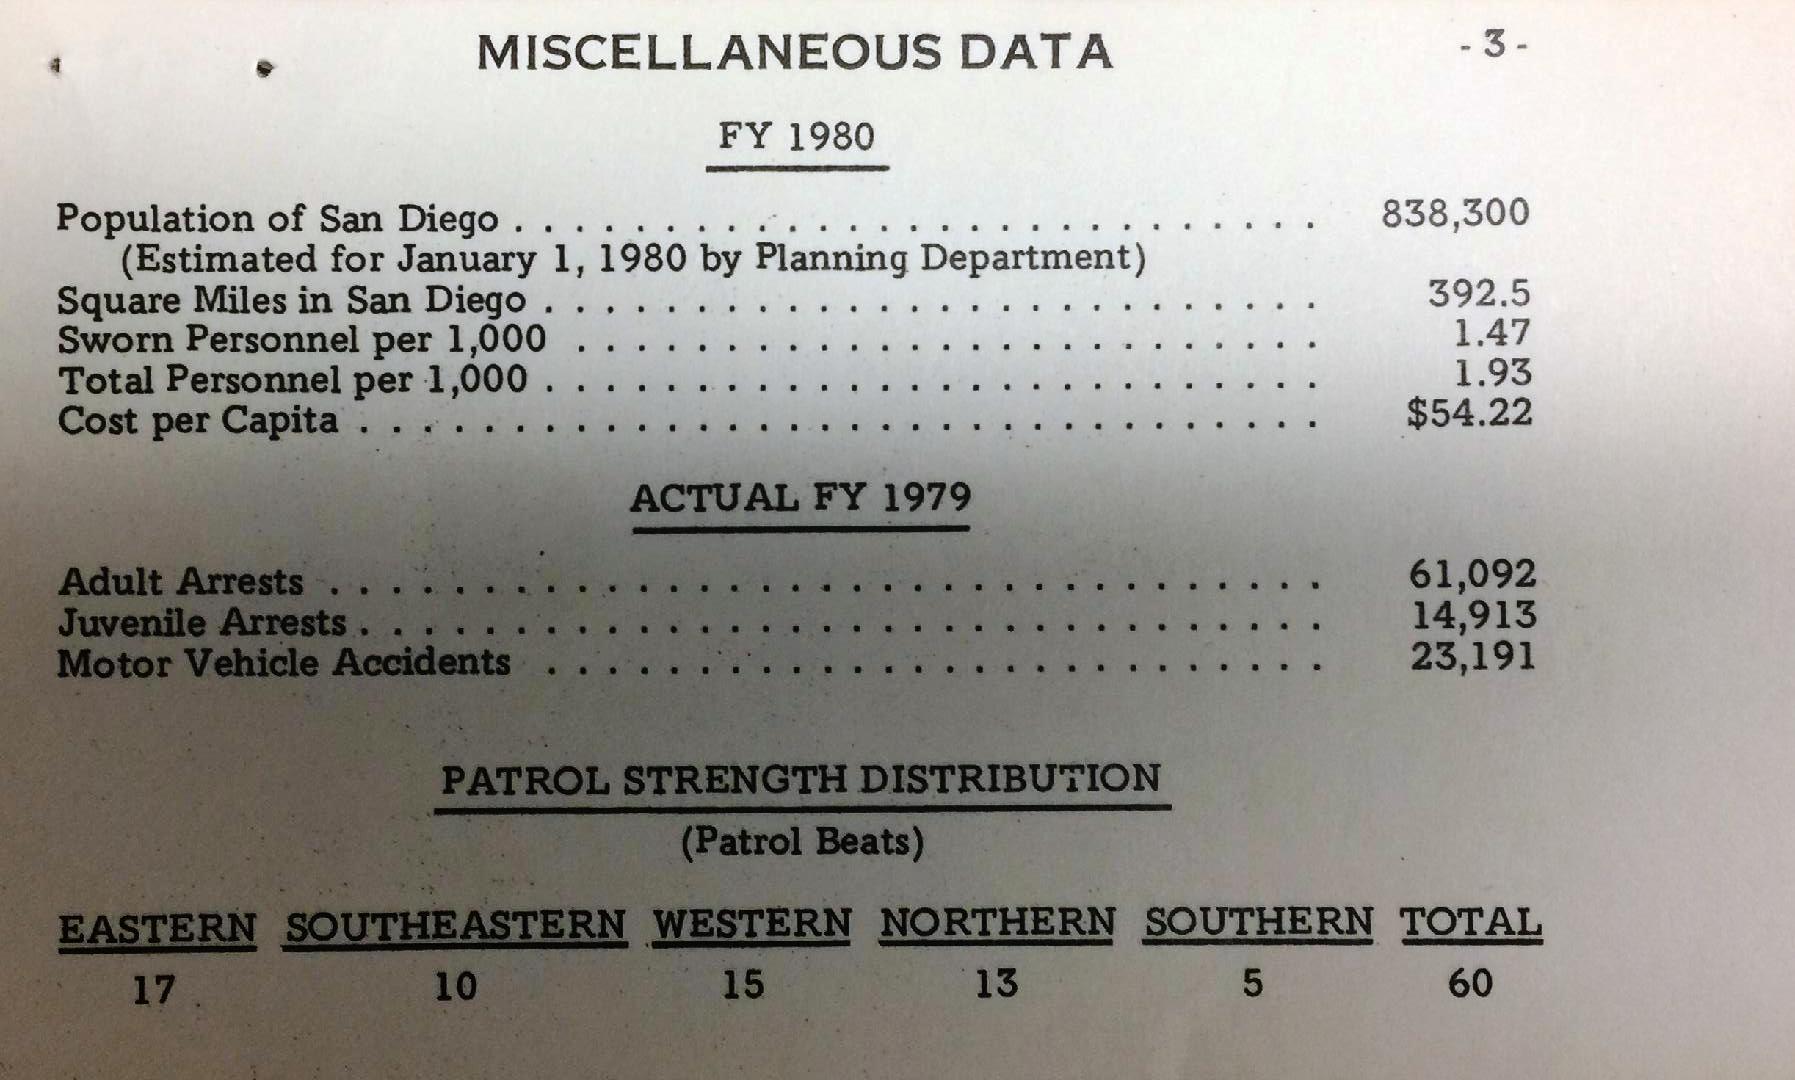 MISCELLANEOUS DATA - 3 -
FY 1980
Population of San Diego . . . . . . . . . . . . . . . . . . . . . . . . . . . 838,300
(Estimated for January 1, 1980 by Planning Department)
Square Miles in San Diego . . . . . . . . . . . . . . . . . . . . . . . . . . 392.5
Sworn Personnel per 1,000 . . . . . . . . . . . . . . . . . . . . . . . . . 1.47
Total Personnel per 1,000 . . . . . . . . . . . . . . . . . . . . . . . . . . 1.93
Cost per Capita . . . . . . . . . . . . . . . . . . . . . . . . . . . . . . . . $54.22
ACTUAL FY 1979
Adult Arrests . . . . . . . . . . . . . . . . . . . . . . . . . . . . . . . . . 61,092
Juvenile Arrests . . . . . . . . . . . . . . . . . . . . . . . . . . . . . . . . 14,913
Motor Vehicle Accidents . . . . . . . . . . . . . . . . . . . . . . . . . . 23,191
PATROL STRENGTH DISTRIBUTION
(Patrol Beats)
EASTERN SOUTHEASTERN WESTERN NORTHERN SOUTHERN TOTAL
17 10 15 13 5 60